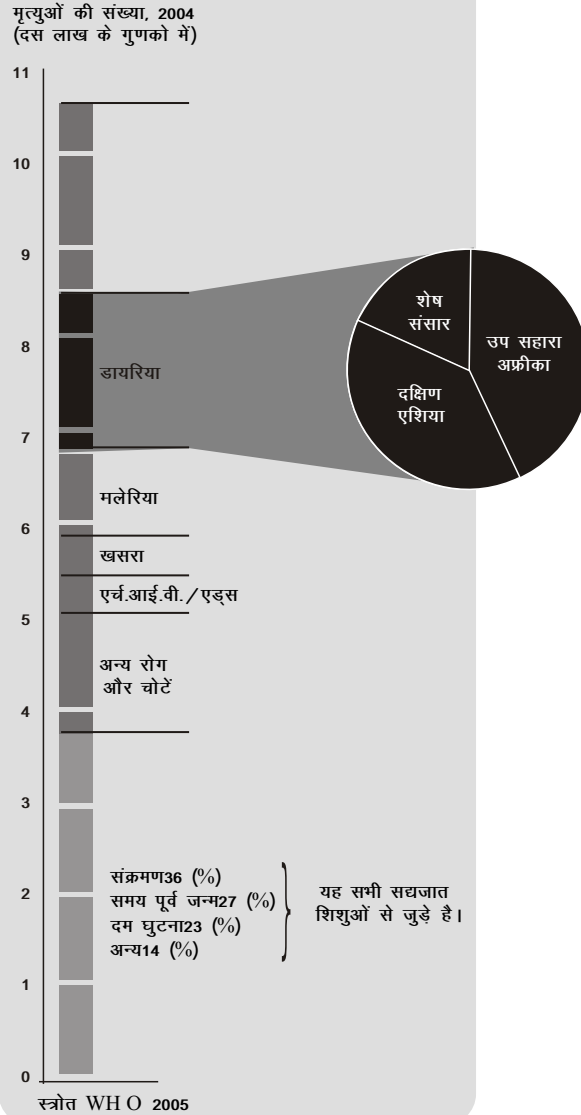 मृत्युओं की संख्या, 2004
(दस लाख के गुणको में)
11
10
9
8
7
6
5
4
3
2
1
0
शेष
संसार
उप सहारा
अफ्रीका
दक्षिण
एशिया
डायरिया
मलेरिया
खसरा
एर्च.आई.वी./एड्स
अन्य रोग
और चोटें
संक्रमण36 (%)
समय पूर्व जन्म27 (%)
दम घुटना23 (%)
अन्य14 (%)
यह सभी सद्यजात
शिशुओं से जुड़े है।
स्त्रोत WH O 2005